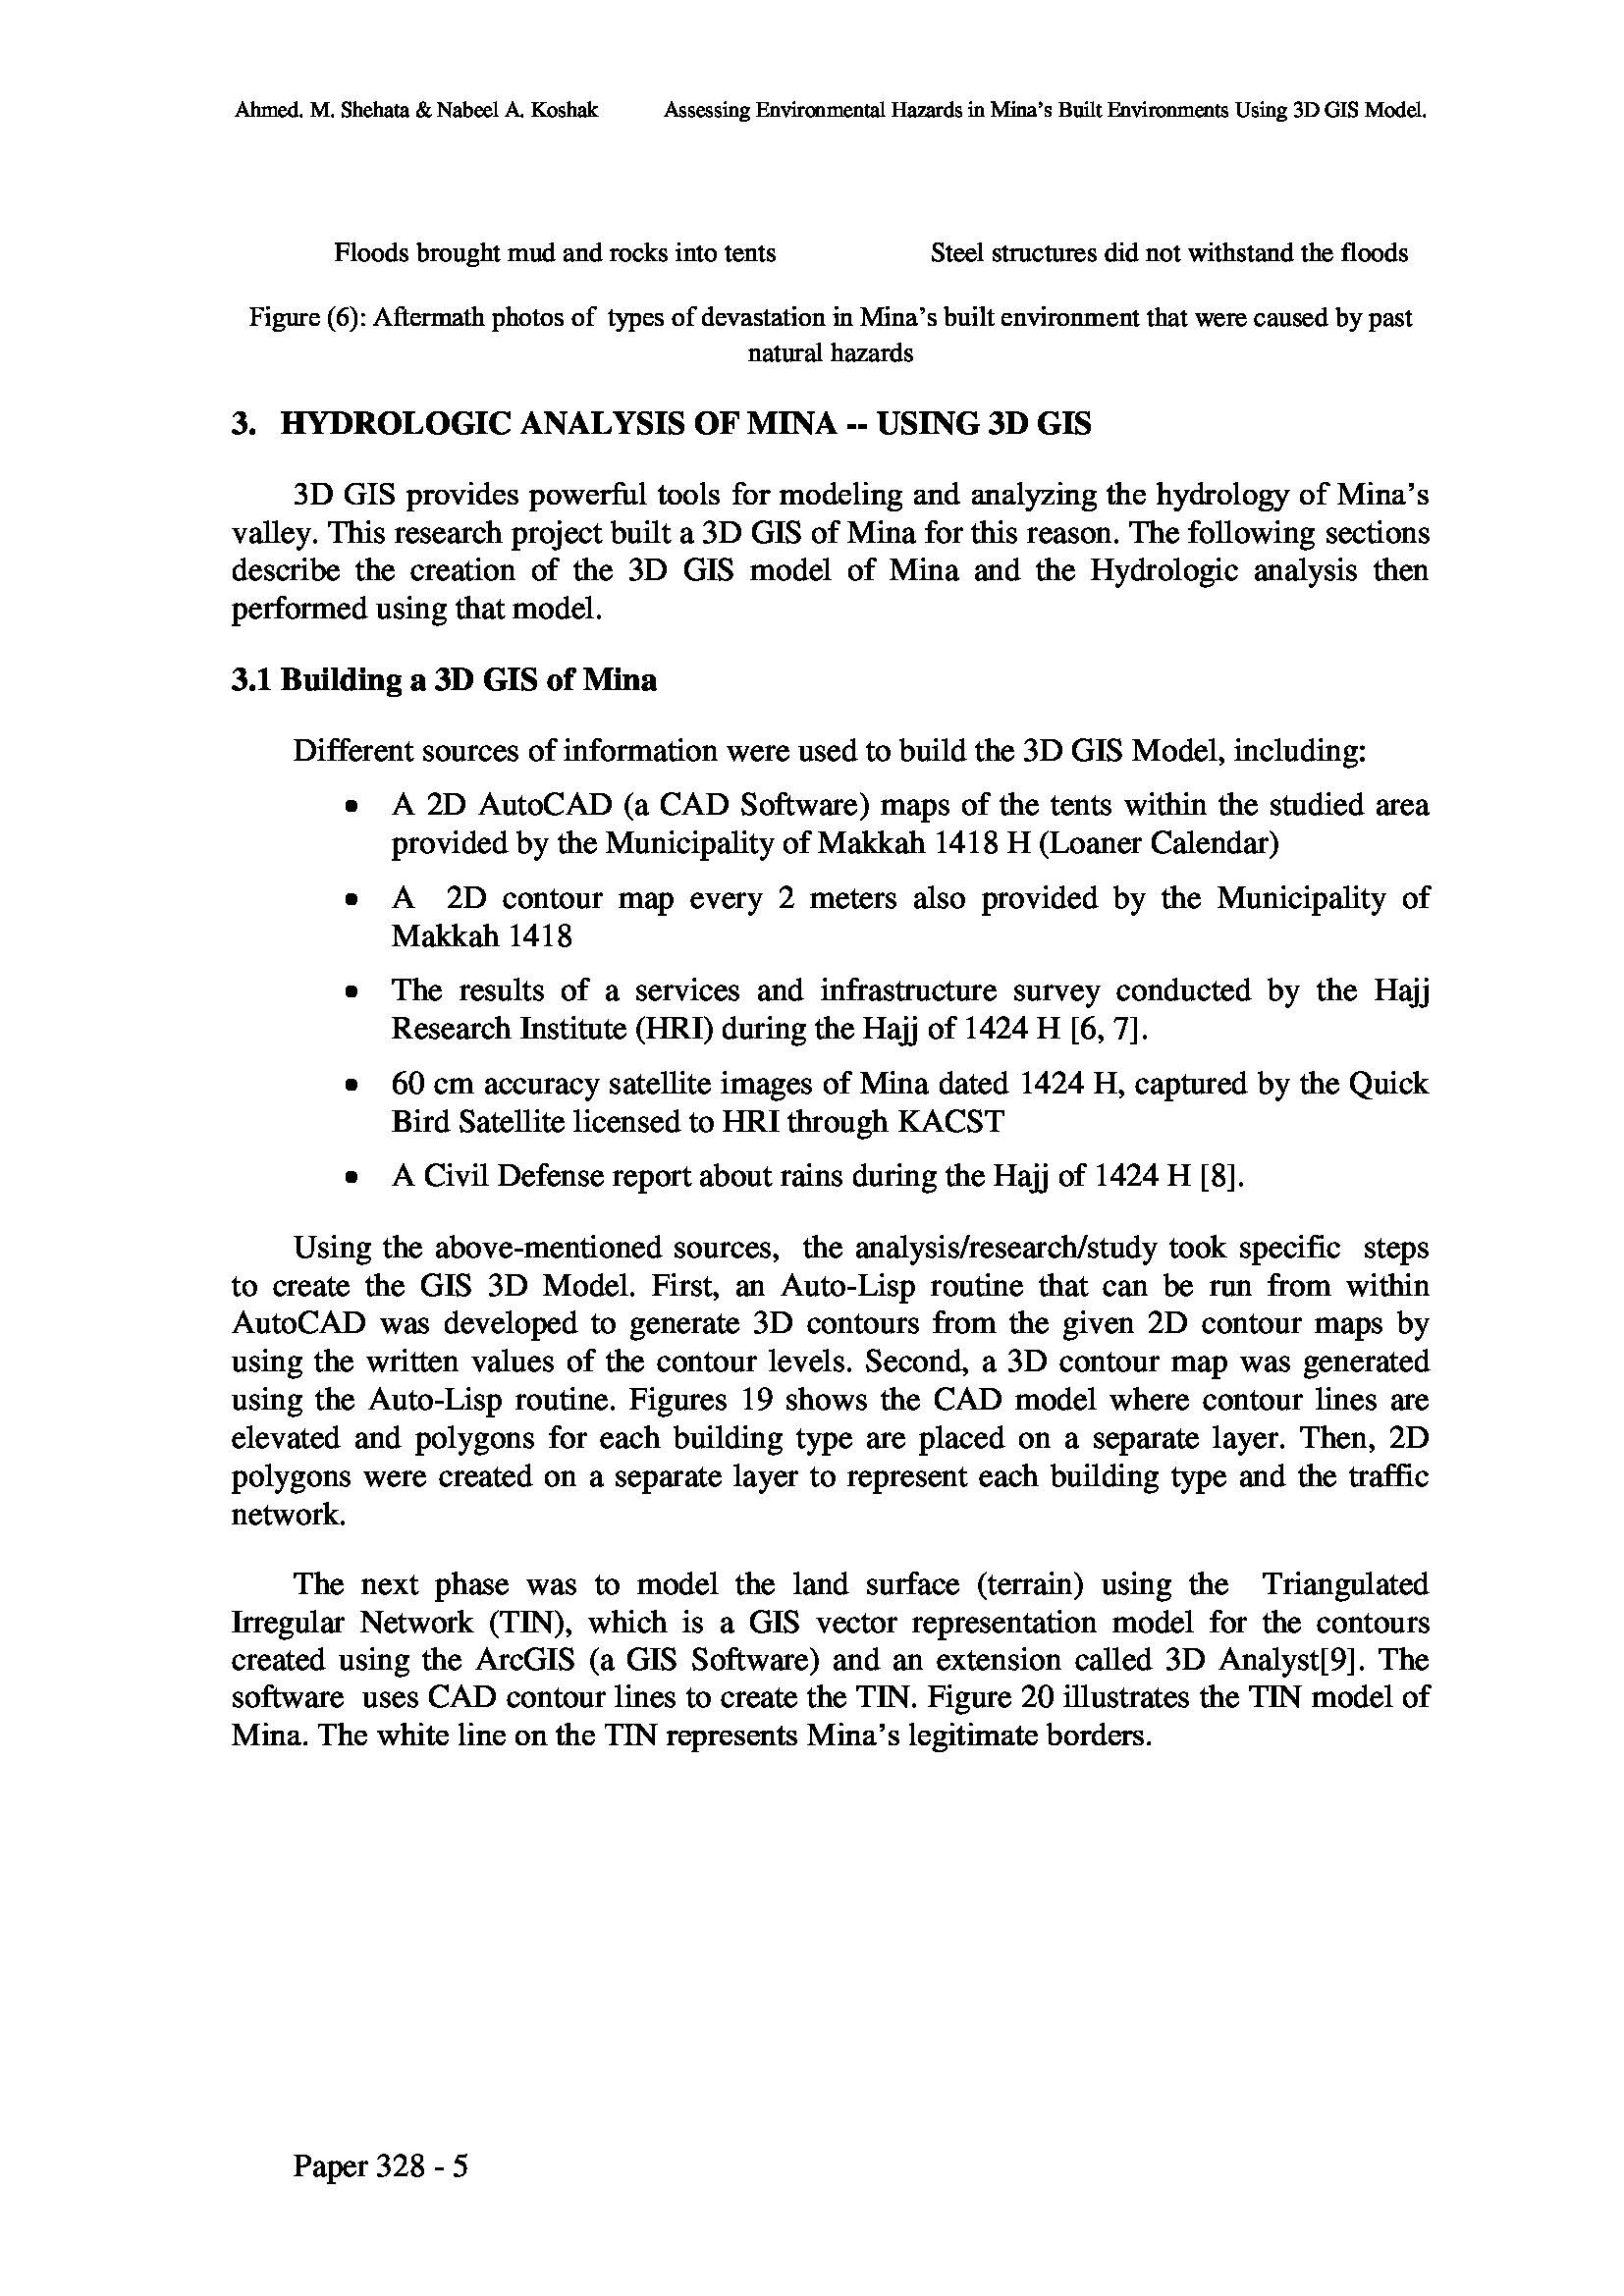 Ahmed. M. Shehata & Nabeel A. Koshak Assessing Environmental Hazards in Mina's Built Environments Using 3D GIS Model.
Floods brought mud and rocks into tents Steel structures did not withstand the floods
Figure (6): Aftermath photos of types of devastation in Mina's built environment that were caused by past
natural hazards
3. HYDROLOGIC ANALYSIS OF MINA -- USING 3D GIS
3D GIS provides powerful tools for modeling and analyzing the hydrology of Mina's
valley. This research project built a 3D GIS of Mina for this reason. The following sections
describe the creation of the 3D GIS model of Mina and the Hydrologic analysis then
performed using that model.
3.1 Building a 3D GIS of Mina
Different sources of information were used to build the 3D GIS Model, including:
• A 2D AutoCAD (a CAD Software) maps of the tents within the studied area
provided by the Municipality of Makkah 1418 H (Loaner Calendar)
• A 2D contour map every 2 meters also provided by the Municipality of
Makkah 1418
• The results of a services and infrastructure survey conducted by the Hajj
Research Institute (HRI) during the Hajj of 1424 H [6, 7].
• 60 cm accuracy satellite images of Mina dated 1424 H, captured by the Quick
Bird Satellite licensed to HRI through KACST
• A Civil Defense report about rains during the Hajj of 1424 H [8].
Using the above-mentioned sources, the analysis/research/study took specific steps
to create the GIS 3D Model. First, an Auto-Lisp routine that can be run from within
AutoCAD was developed to generate 3D contours from the given 2D contour maps by
using the written values of the contour levels. Second, a 3D contour map was generated
using the Auto-Lisp routine. Figures 19 shows the CAD model where contour lines are
elevated and polygons for each building type are placed on a separate layer. Then, 2D
polygons were created on a separate layer to represent each building type and the traffic
network.
The next phase was to model the land surface (terrain) using the Triangulated
Irregular Network (TIN), which is a GIS vector representation model for the contours
created using the ArcGIS (a GIS Software) and an extension called 3D Analyst[9]. The
software uses CAD contour lines to create the TIN. Figure 20 illustrates the TIN model of
Mina. The white line on the TIN represents Mina's legitimate borders.
Paper 328 - 5